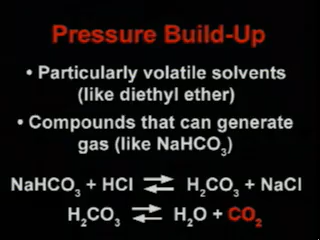 Pressure Build-Up
• Particularly volatile solvents
(like diethyl ether)
• Compounds that can generate
gas (like NaHCO₃)
NaHCO₃ + HCl ⇌ H₂CO₃ + NaCl
H₂CO₃ ⇌ H₂O + CO₂